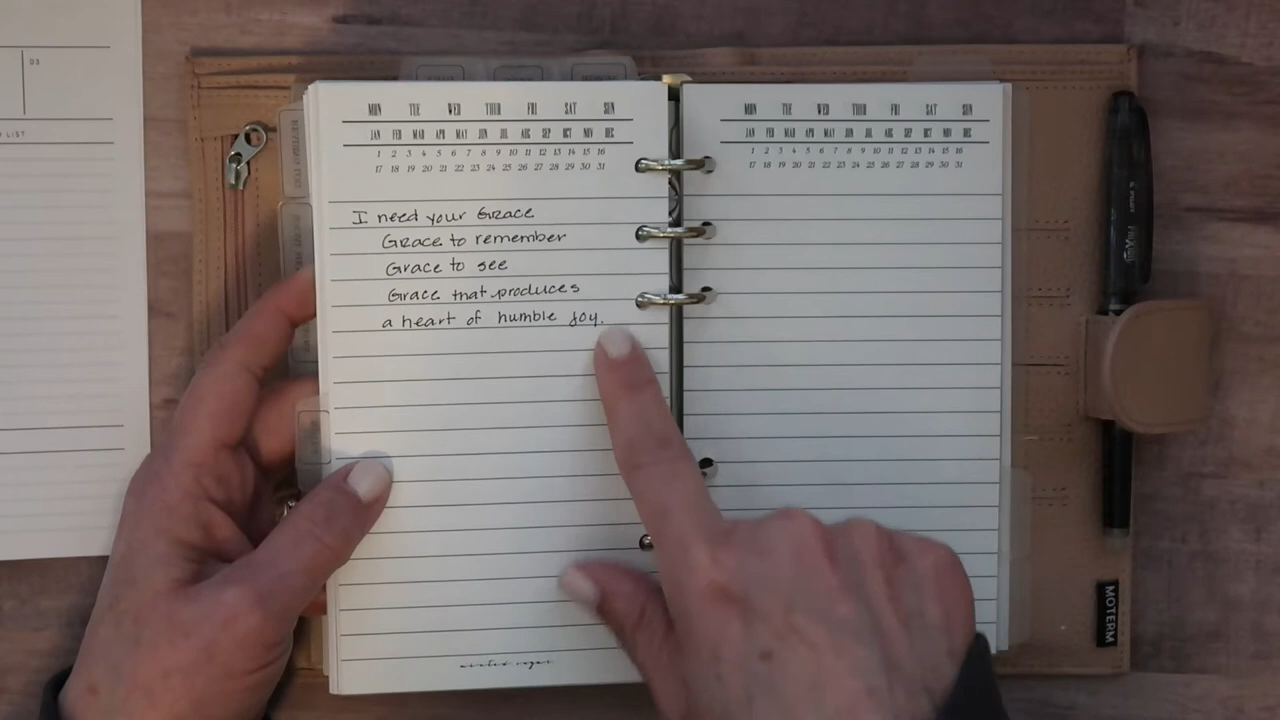 03
LIST
MON TUE WED THUR FRI SAT SUN
JAN FEB MAR APR MAY JUN JUL AUG SEP OCT NOV DEC
1 2 3 4 5 6 7 8 9 10 11 12 13 14 15 16
17 18 19 20 21 22 23 24 25 26 27 28 29 30 31
I need your Grace
Grace to remember
Grace to see
Grace that produces
a heart of humble joy.
MON TUE WED THUR FRI SAT SUN
JAN FEB MAR APR MAY JUN JUL AUG SEP OCT NOV DEC
1 2 3 4 5 6 7 8 9 10 11 12 13 14 15 16
17 18 19 20 21 22 23 24 25 26 27 28 29 30 31
PILOT
MOTERM